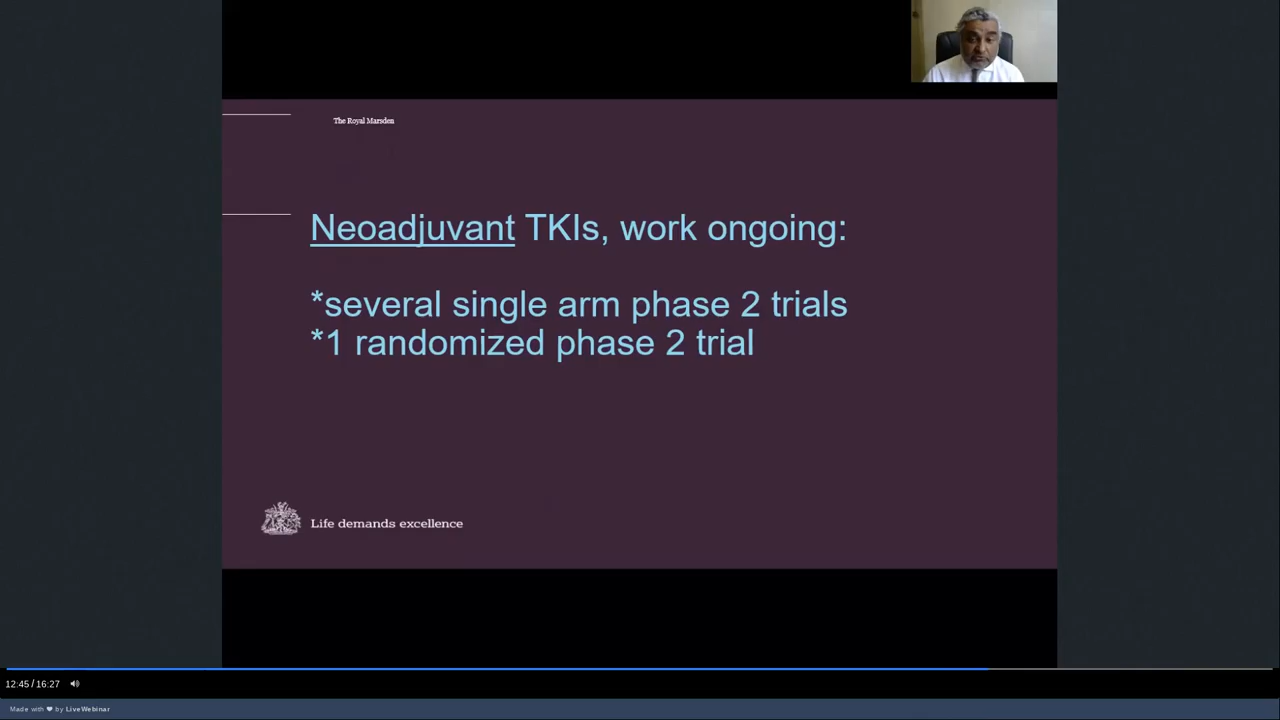 The Royal Marsden
Neoadjuvant TKIs, work ongoing:
*several single arm phase 2 trials
*1 randomized phase 2 trial
Life demands excellence
12:45 / 16:27
Made with ❤ by LiveWebinar